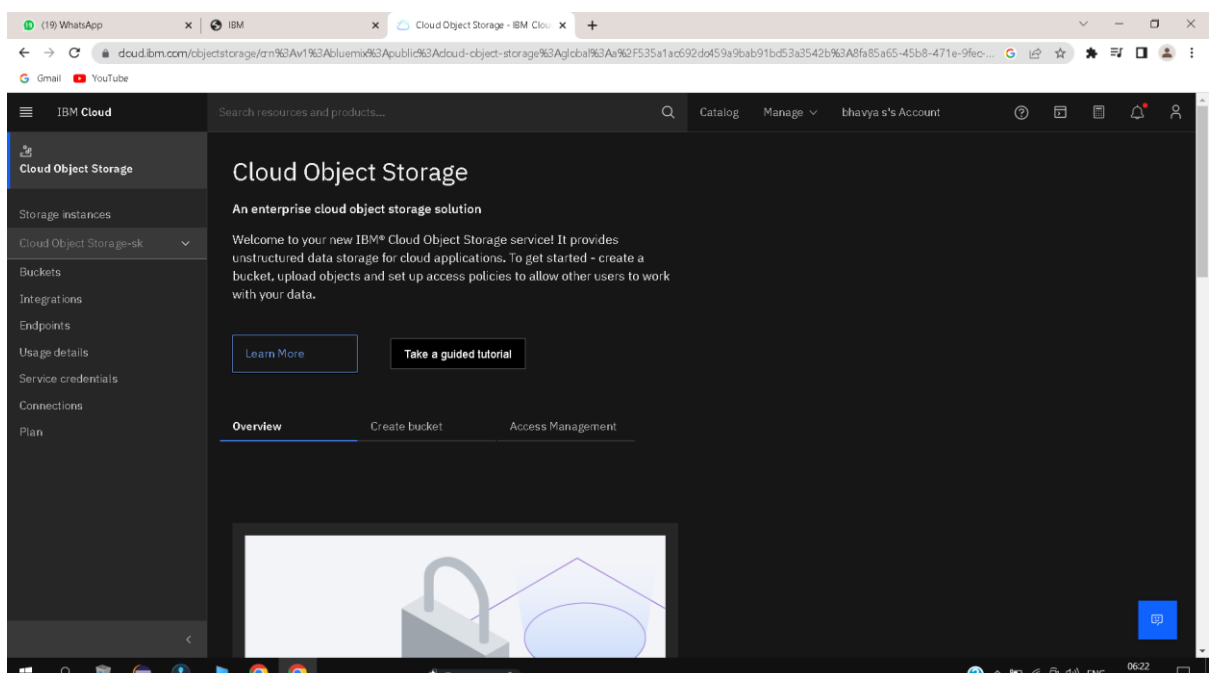 (19) WhatsApp
IBM
Cloud Object Storage - IBM Clou
cloud.ibm.com/objectstorage/crn%3Av1%3Abluemix%3Apublic%3Acloud-object-storage%3Aglobal%3Aa%2F535a1ac692do459a9bab91bd53a3542b%3A8fa85a65-45b8-471e-9fec-...
Gmail YouTube
IBM Cloud
Search resources and products...
Catalog
Manage
bhavya s's Account
Cloud Object Storage
Storage instances
Cloud Object Storage-sk
Buckets
Integrations
Endpoints
Usage details
Service credentials
Connections
Plan
Cloud Object Storage
An enterprise cloud object storage solution
Welcome to your new IBM® Cloud Object Storage service! It provides
unstructured data storage for cloud applications. To get started - create a
bucket, upload objects and set up access policies to allow other users to work
with your data.
Learn More
Take a guided tutorial
Overview
Create bucket
Access Management
ENG
06:22